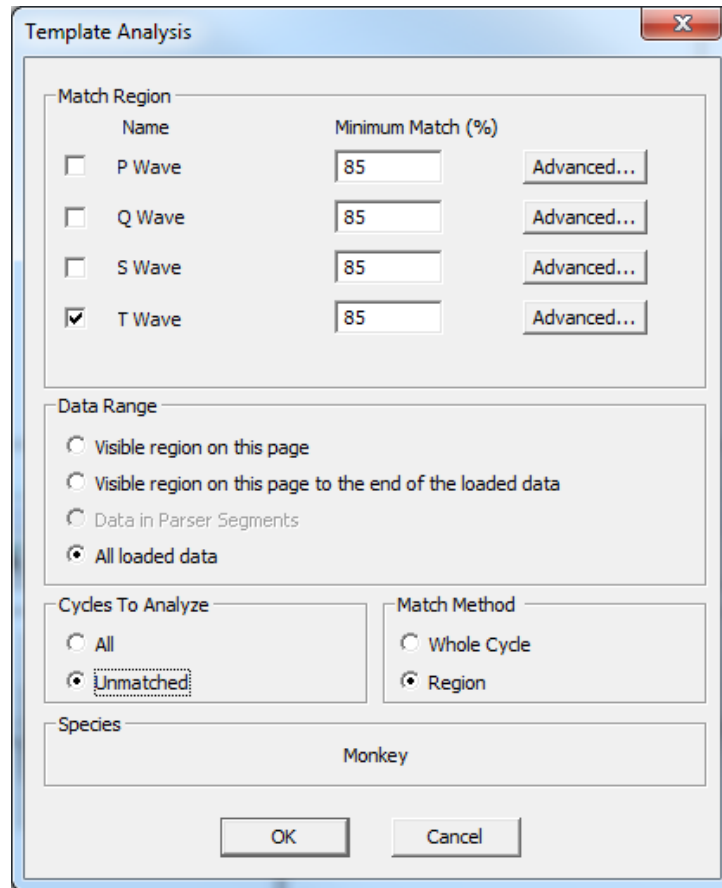 Template Analysis
Match Region
Name Minimum Match (%)
P Wave 85 Advanced...
Q Wave 85 Advanced...
S Wave 85 Advanced...
T Wave 85 Advanced...
Data Range
Visible region on this page
Visible region on this page to the end of the loaded data
Data in Parser Segments
All loaded data
Cycles To Analyze
All
Unmatched
Match Method
Whole Cycle
Region
Species
Monkey
OK Cancel